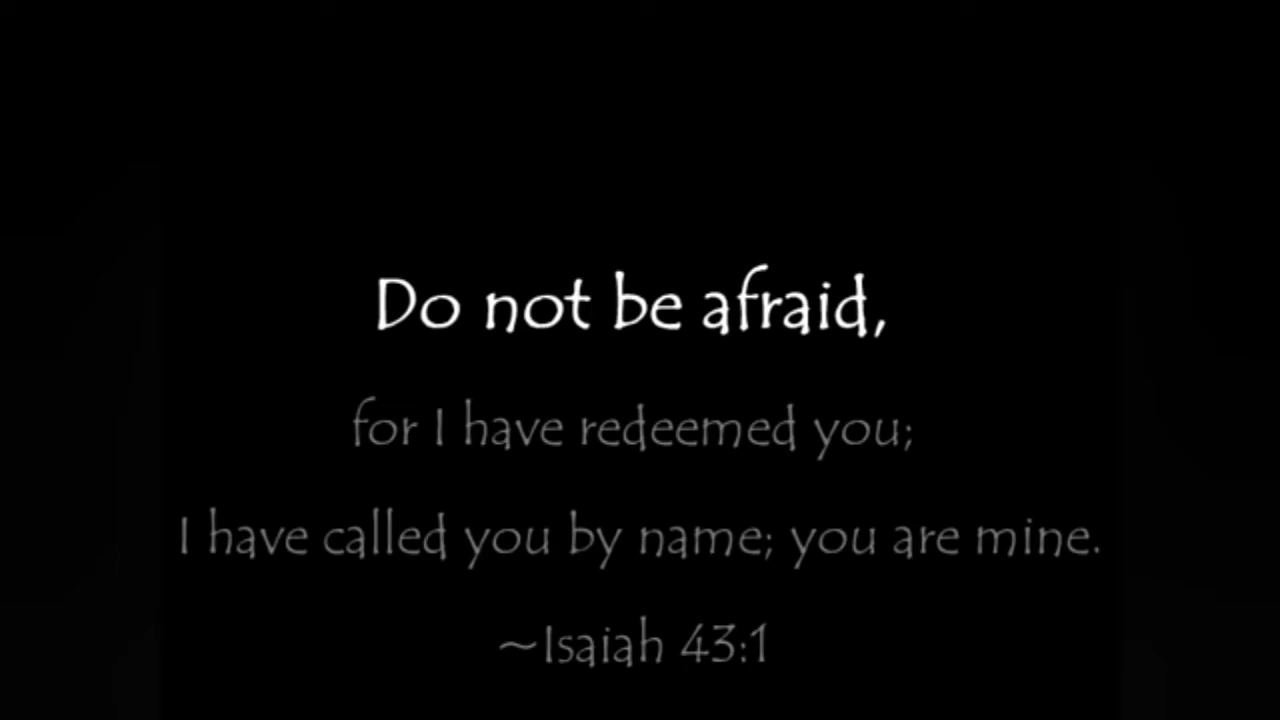 Do not be afraid,
for I have redeemed you;
I have called you by name; you are mine.
~Isaiah 43:1